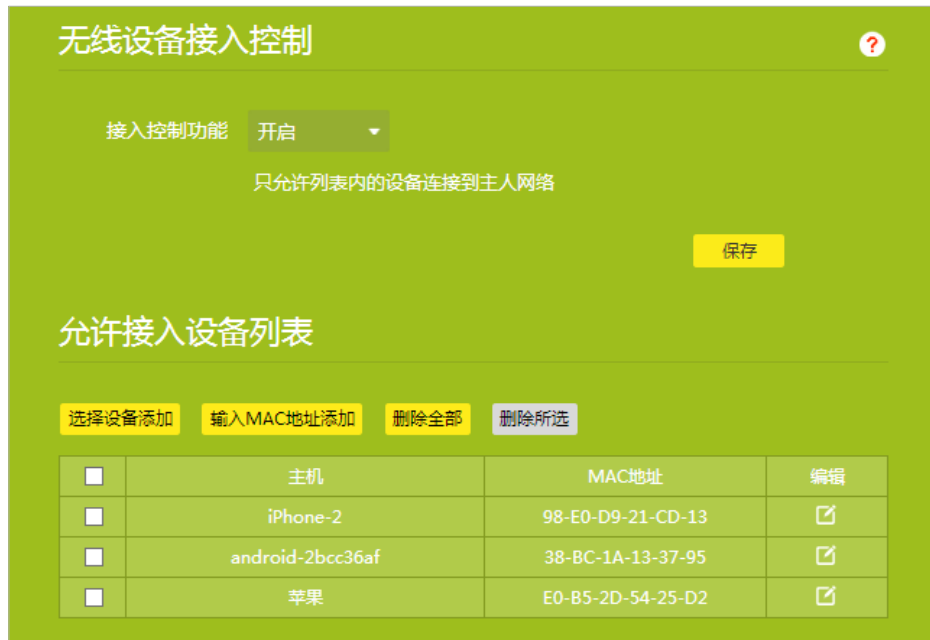 无线设备接入控制 ?
接入控制功能 开启
只允许列表内的设备连接到主人网络
保存
允许接入设备列表
选择设备添加 输入MAC地址添加 删除全部 删除所选
主机 MAC地址 编辑
iPhone-2 98-E0-D9-21-CD-13
android-2bcc36af 38-BC-1A-13-37-95
苹果 E0-B5-2D-54-25-D2